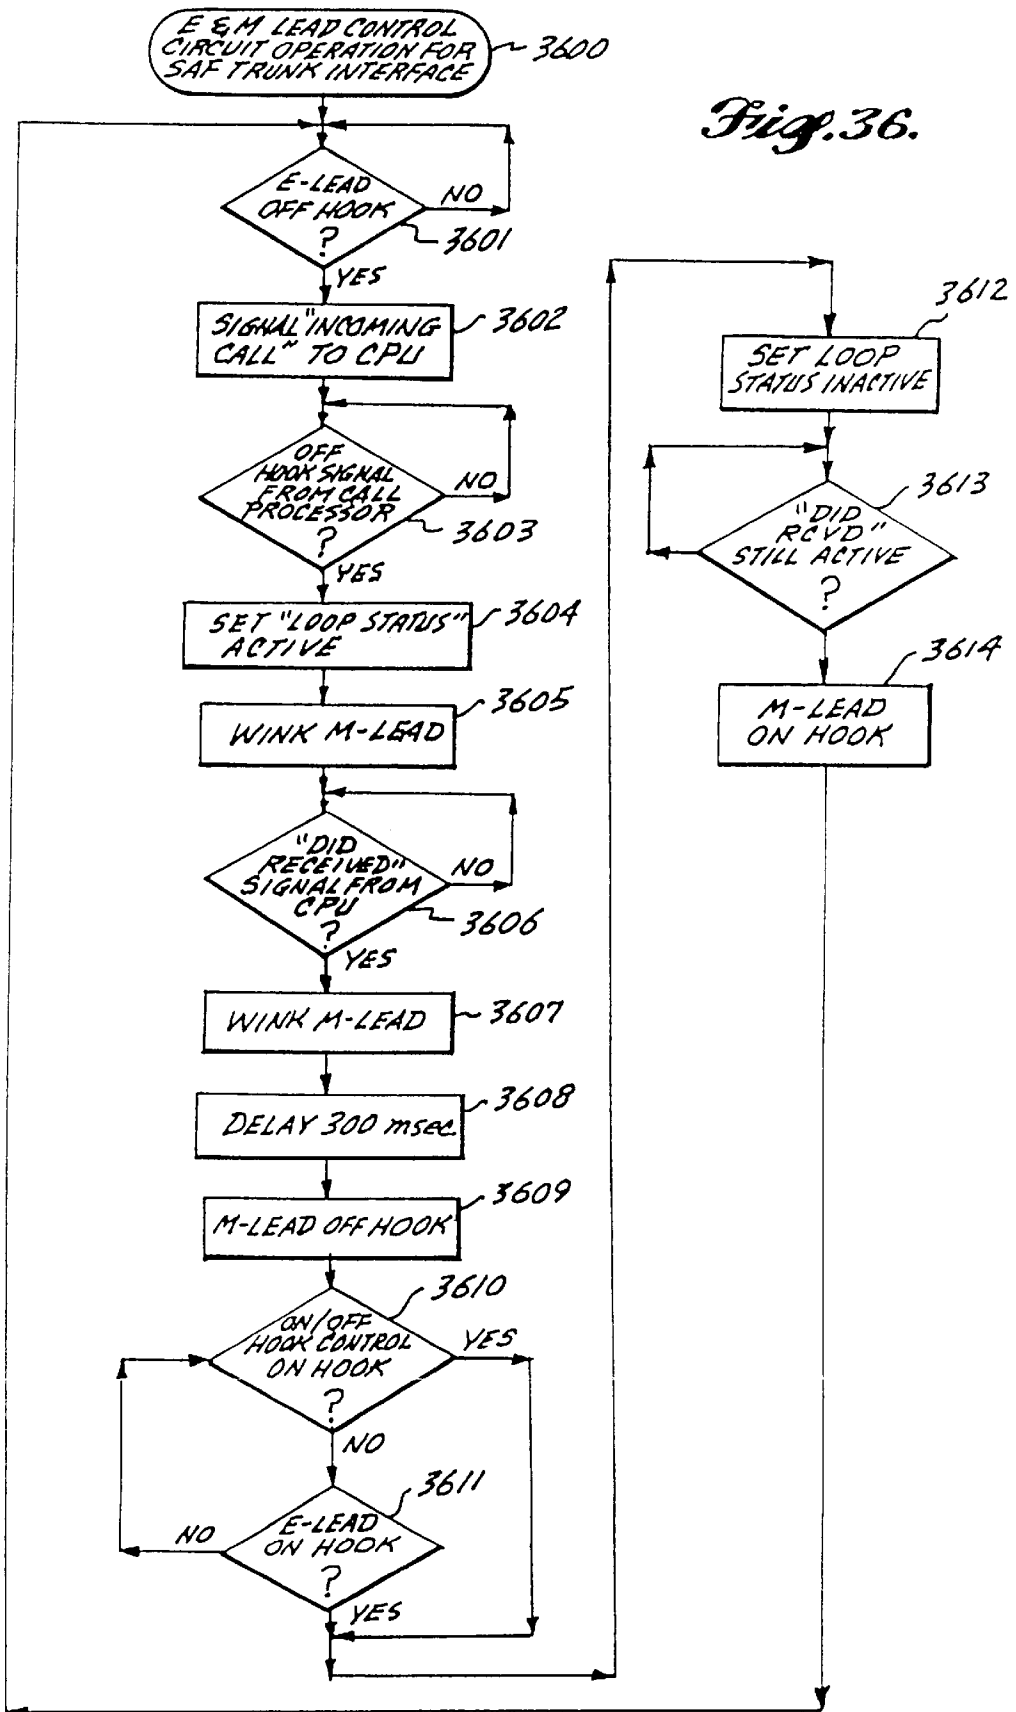 E & M LEAD CONTROL
CIRCUIT OPERATION FOR
SAF TRUNK INTERFACE
3600
Fig. 36.
E-LEAD
OFF HOOK
?
NO
3601
YES
SIGNAL "INCOMING
CALL" TO CPU
3602
OFF
HOOK SIGNAL
FROM CALL
PROCESSOR
?
NO
3603
YES
SET "LOOP STATUS"
ACTIVE
3604
WINK M-LEAD
3605
"DID
RECEIVED"
SIGNAL FROM
CPU
?
NO
3606
YES
WINK M-LEAD
3607
DELAY 300 msec.
3608
M-LEAD OFF HOOK
3609
ON/OFF
HOOK CONTROL
ON HOOK
?
3610
YES
NO
E-LEAD
ON HOOK
?
3611
NO
YES
SET LOOP
STATUS INACTIVE
3612
"DID
RCVD"
STILL ACTIVE
?
3613
M-LEAD
ON HOOK
3614